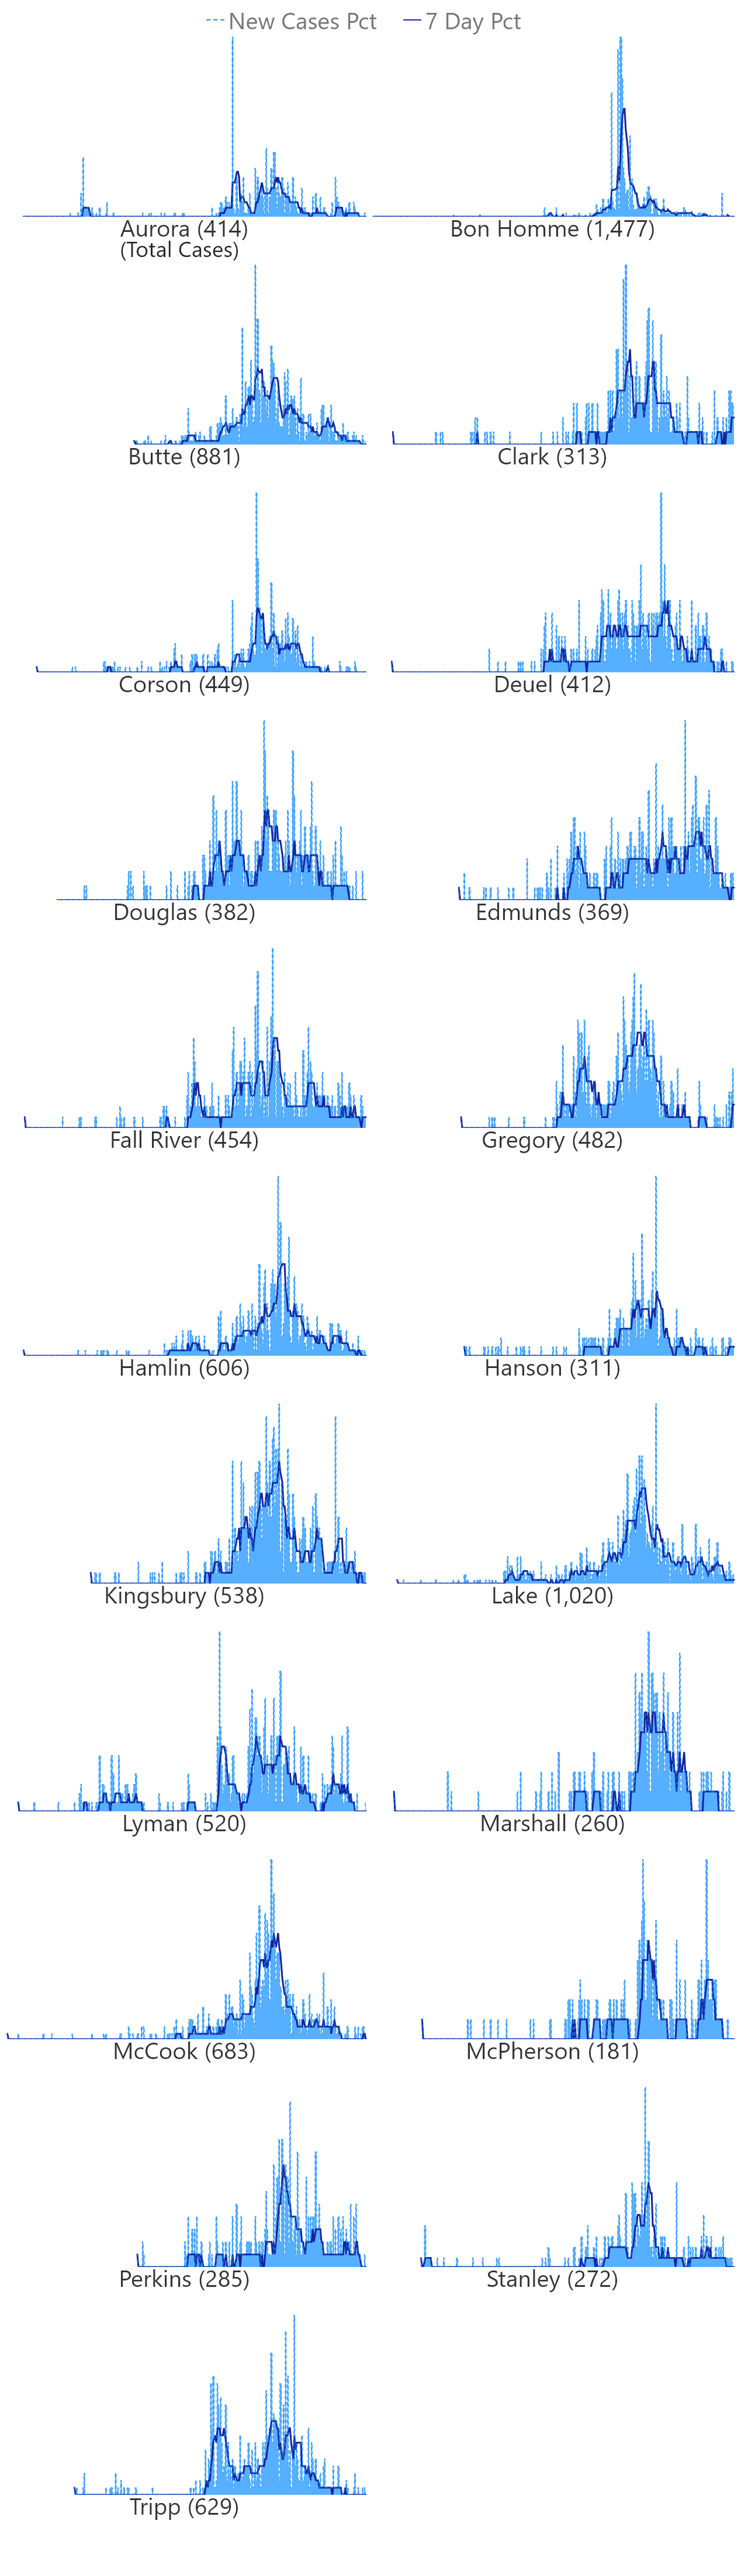 New Cases Pct 7 Day Pct
Aurora (414)
(Total Cases)
Bon Homme (1,477)
Butte (881)
Clark (313)
Corson (449)
Deuel (412)
Douglas (382)
Edmunds (369)
Fall River (454)
Gregory (482)
Hamlin (606)
Hanson (311)
Kingsbury (538)
Lake (1,020)
Lyman (520)
Marshall (260)
McCook (683)
McPherson (181)
Perkins (285)
Stanley (272)
Tripp (629)